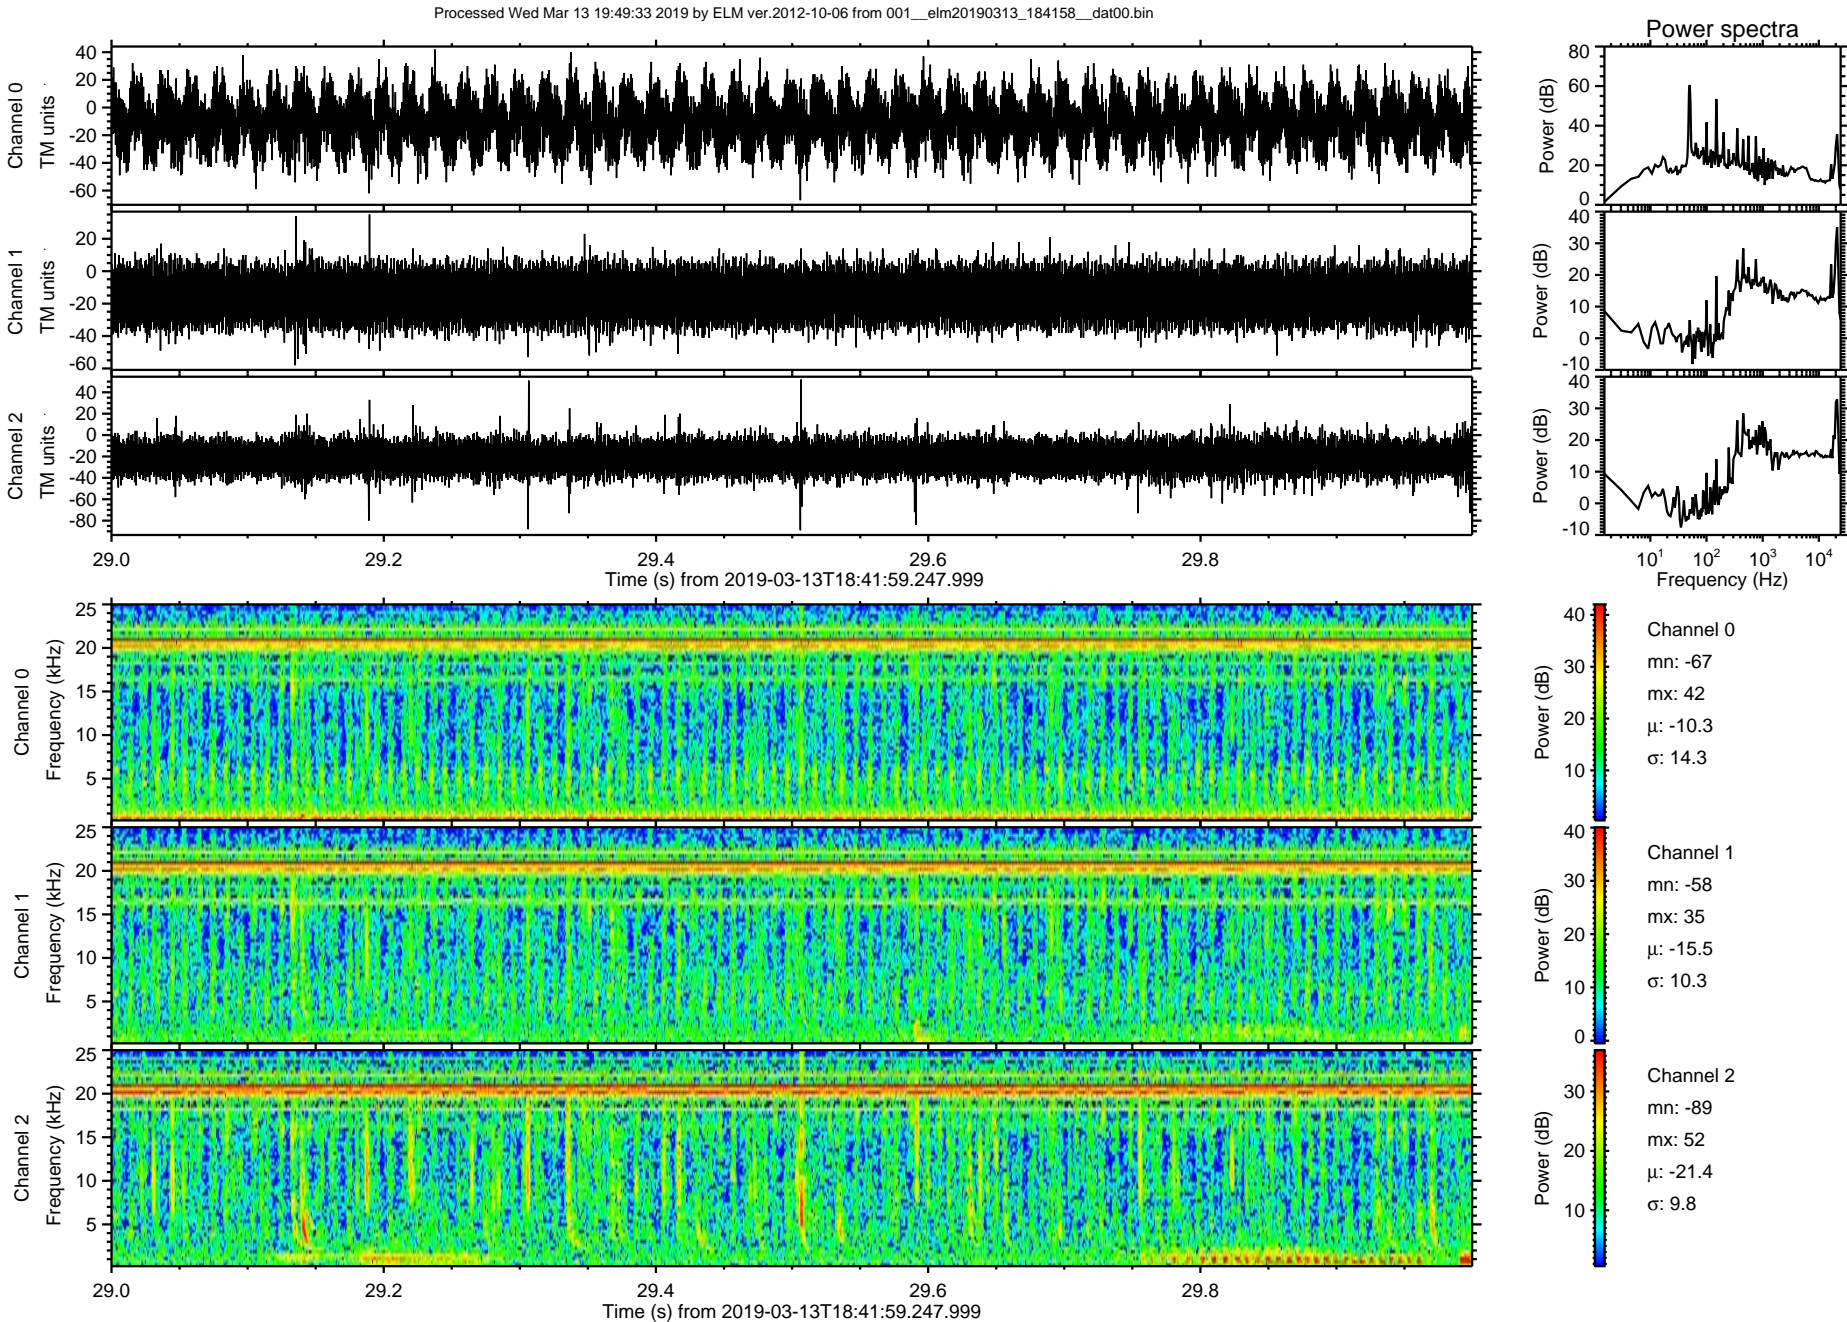 Processed Wed Mar 13 19:49:33 2019 by ELM ver.2012-10-06 from 001__elm20190313_184158__dat00.bin
Power spectra
Channel 0
TM units
40
20
0
-20
-40
-60
Power (dB)
80
60
40
20
0
Channel 1
TM units
20
0
-20
-40
-60
Power (dB)
40
30
20
10
0
-10
Channel 2
TM units
40
20
0
-20
-40
-60
-80
Power (dB)
40
30
20
10
0
-10
29.0 29.2 29.4 29.6 29.8
Time (s) from 2019-03-13T18:41:59.247.999
10^1 10^2 10^3 10^4
Frequency (Hz)
Channel 0
Frequency (kHz)
25
20
15
10
5
Power (dB)
40
30
20
10
Channel 0
mn: -67
mx: 42
μ: -10.3
σ: 14.3
Channel 1
Frequency (kHz)
25
20
15
10
5
Power (dB)
40
30
20
10
0
Channel 1
mn: -58
mx: 35
μ: -15.5
σ: 10.3
Channel 2
Frequency (kHz)
25
20
15
10
5
Power (dB)
30
20
10
Channel 2
mn: -89
mx: 52
μ: -21.4
σ: 9.8
29.0 29.2 29.4 29.6 29.8
Time (s) from 2019-03-13T18:41:59.247.999